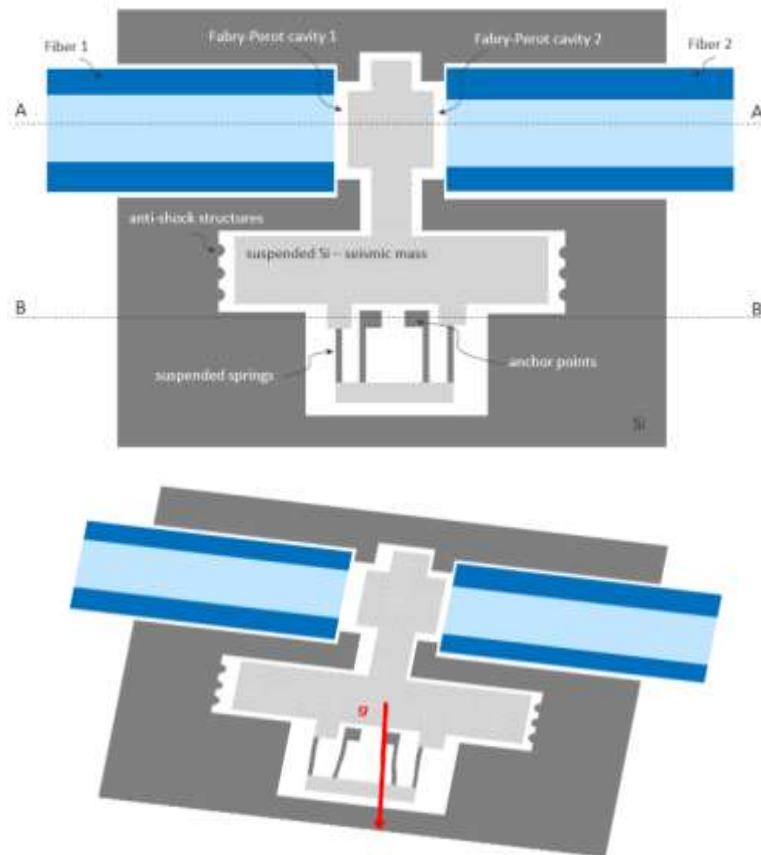 Fiber 1
Fabry-Perot cavity 1
Fabry-Perot cavity 2
Fiber 2
A
A
anti-shock structures
suspended Si – seismic mass
B
B
suspended springs
anchor points
Si
g